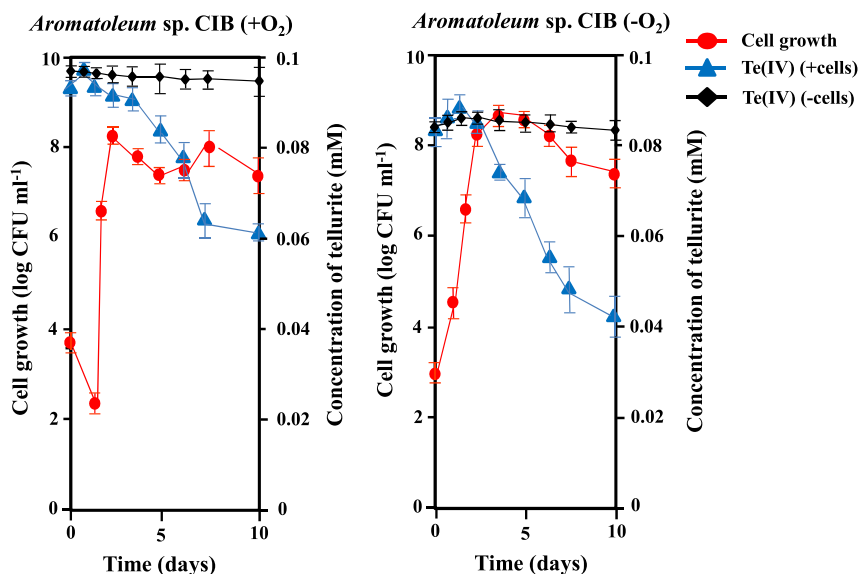 Aromatoleum sp. CIB (+O₂)
Aromatoleum sp. CIB (-O₂)
Cell growth
Te(IV) (+cells)
Te(IV) (-cells)
Cell growth (log CFU ml⁻¹)
10
8
6
4
2
0
0.1
0.08
0.06
0.04
0.02
0
Concentration of tellurite (mM)
0 5 10
Time (days)
Cell growth (log CFU ml⁻¹)
10
8
6
4
2
0
0.1
0.08
0.06
0.04
0.02
0
Concentration of tellurite (mM)
0 5 10
Time (days)